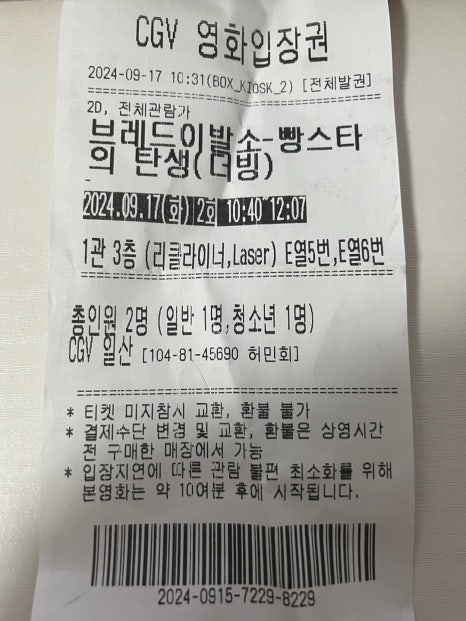 CGV 영화입장권
2024-09-17 10:31(BOX_KIOSK_2) [전체발권]
2D, 전체관람가
브레드이발소-빵스타
의 탄생(더빙)
-
2024.09.17(화) 2회 10:40~12:07
1관 3층 (리클라이너,Laser) E열5번,E열6번
총인원 2명 (일반 1명,청소년 1명)
CGV 일산 [104-81-45690 허민회]
* 티켓 미지참시 교환, 환불 불가
* 결제수단 변경 및 교환, 환불은 상영시간
전 구매한 매장에서 가능
* 입장지연에 따른 관람 불편 최소화를 위해
본영화는 약 10여분 후에 시작됩니다.
2024-0915-7229-8229